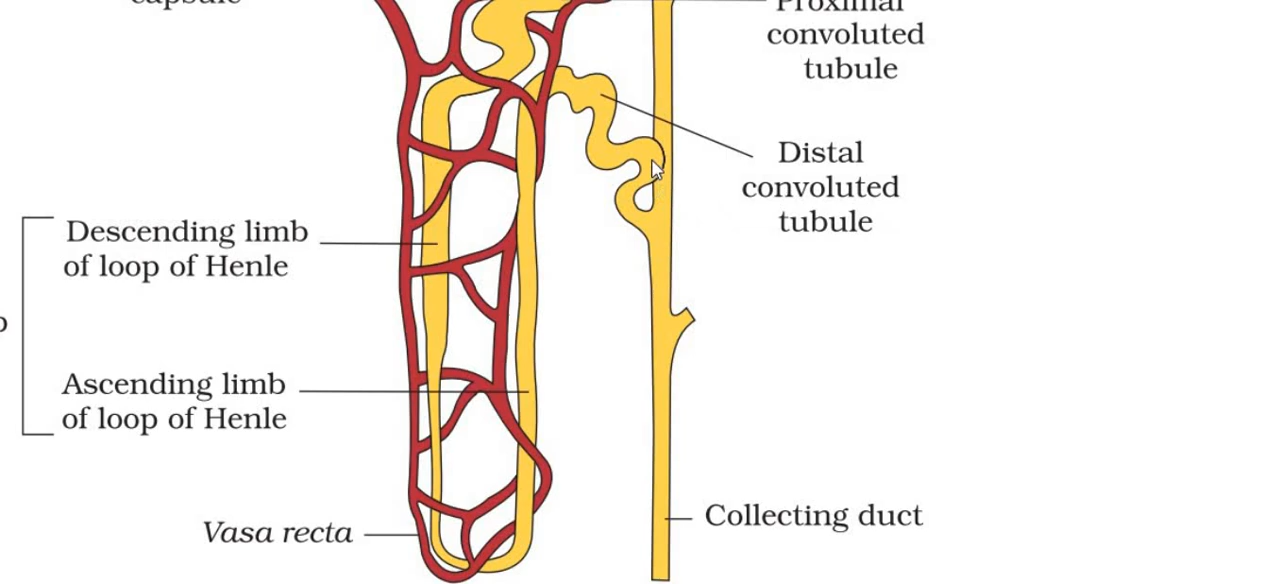 capsule
Proximal
convoluted
tubule
Distal
convoluted
tubule
Descending limb
of loop of Henle
Ascending limb
of loop of Henle
Vasa recta
Collecting duct